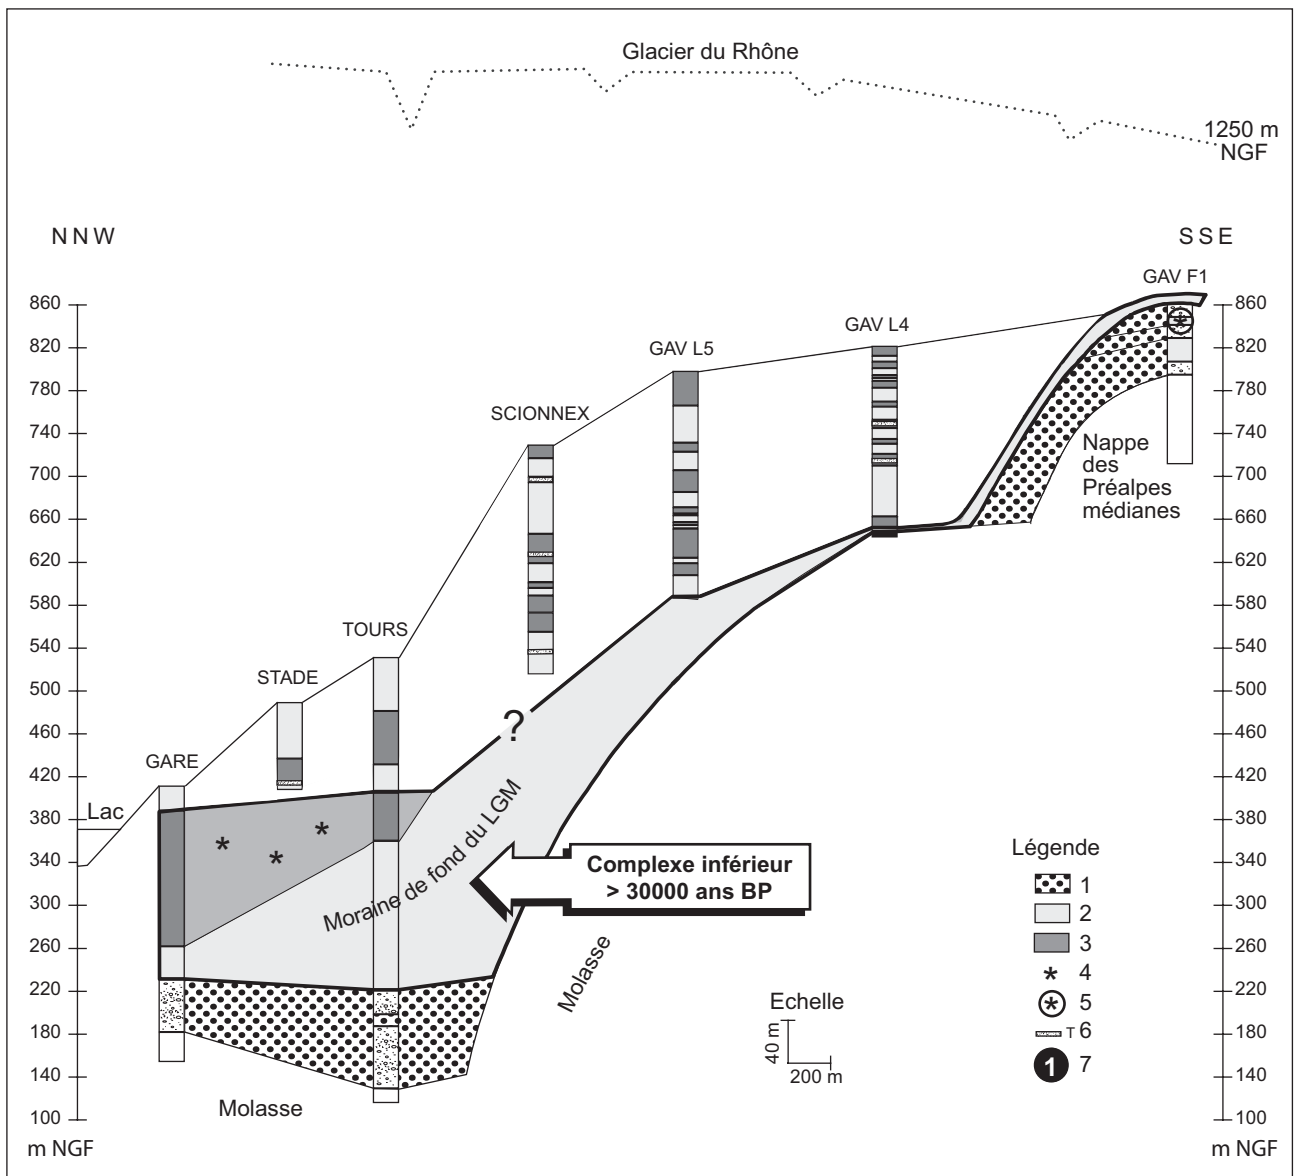 Glacier du Rhône
1250 m
NGF
NNW
SSE
GAV F1
GAV L4
GAV L5
SCIONNEX
TOURS
STADE
GARE
Lac
860
820
780
740
700
660
620
580
540
500
460
420
380
340
300
260
220
180
140
100
m NGF
860
820
780
740
700
660
620
580
540
500
460
420
380
340
300
260
220
180
140
100
m NGF
Nappe
des
Préalpes
médianes
?
Moraine de fond du LGM
Complexe inférieur
> 30000 ans BP
Molasse
Molasse
Echelle
40 m
200 m
Légende
1
2
3
* 4
* 5
T 6
1 7